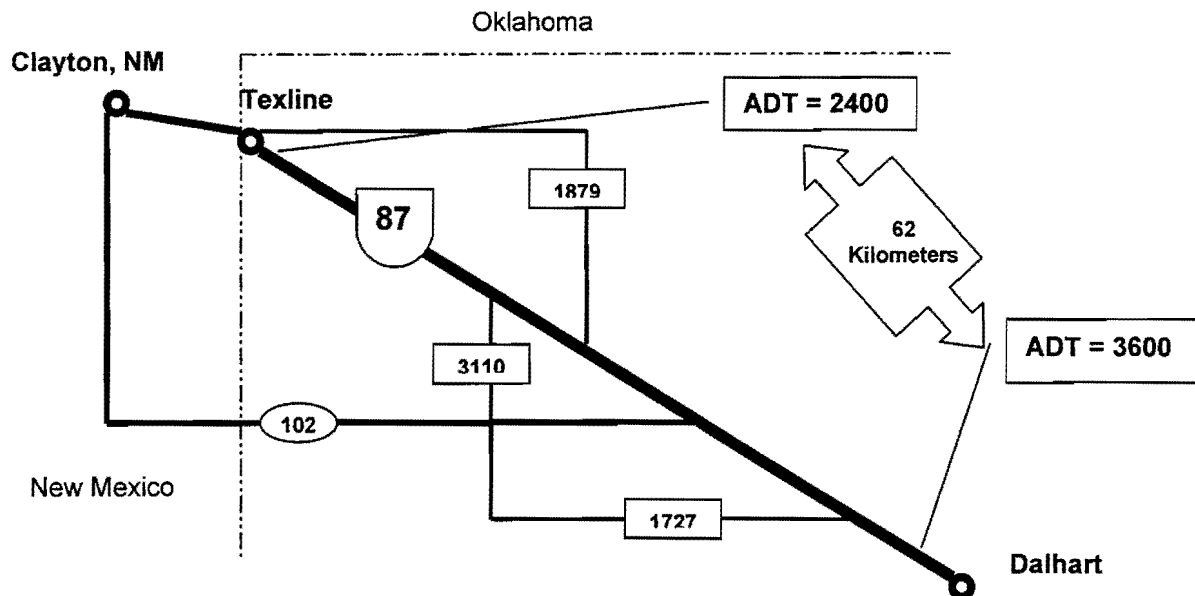 Oklahoma
Clayton, NM
Texline
ADT = 2400
1879
87
62
Kilometers
3110
ADT = 3600
102
New Mexico
1727
Dalhart